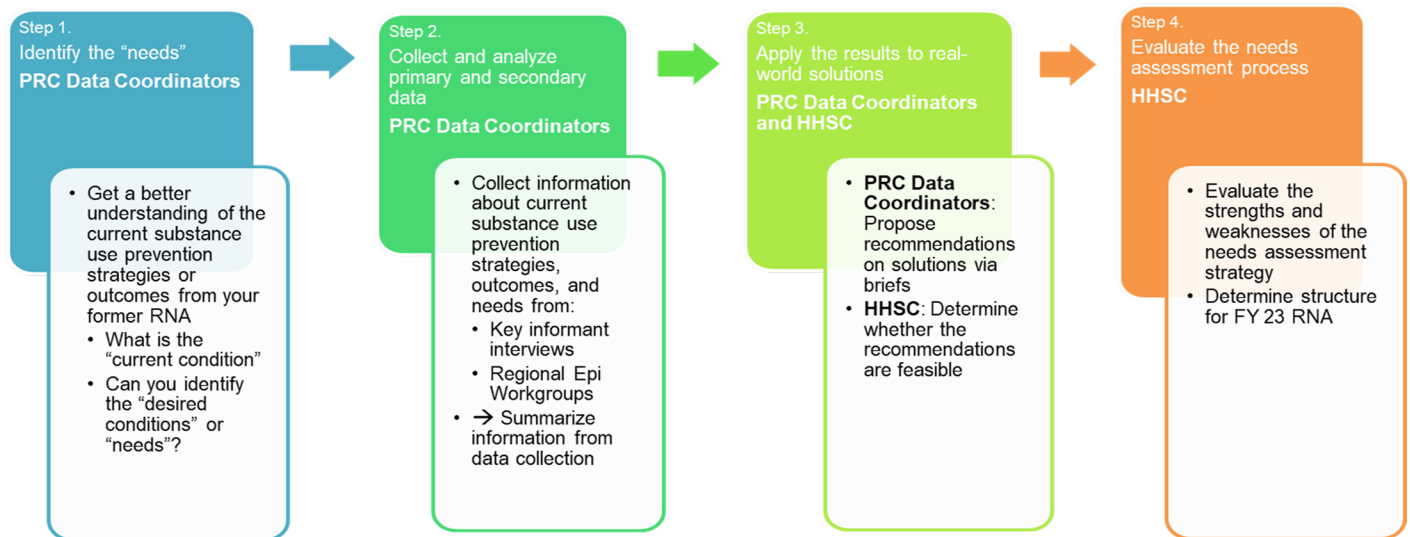 Step 1.
Identify the “needs”
PRC Data Coordinators
• Get a better
understanding of the
current substance
use prevention
strategies or
outcomes from your
former RNA
• What is the
“current condition”
• Can you identify
the “desired
conditions” or
“needs”?
Step 2.
Collect and analyze
primary and secondary
data
PRC Data Coordinators
• Collect information
about current
substance use
prevention
strategies,
outcomes, and
needs from:
• Key informant
interviews
• Regional Epi
Workgroups
• → Summarize
information from
data collection
Step 3.
Apply the results to real-
world solutions
PRC Data Coordinators
and HHSC
• PRC Data
Coordinators:
Propose
recommendations
on solutions via
briefs
• HHSC: Determine
whether the
recommendations
are feasible
Step 4.
Evaluate the needs
assessment process
HHSC
• Evaluate the
strengths and
weaknesses of the
needs assessment
strategy
• Determine structure
for FY 23 RNA